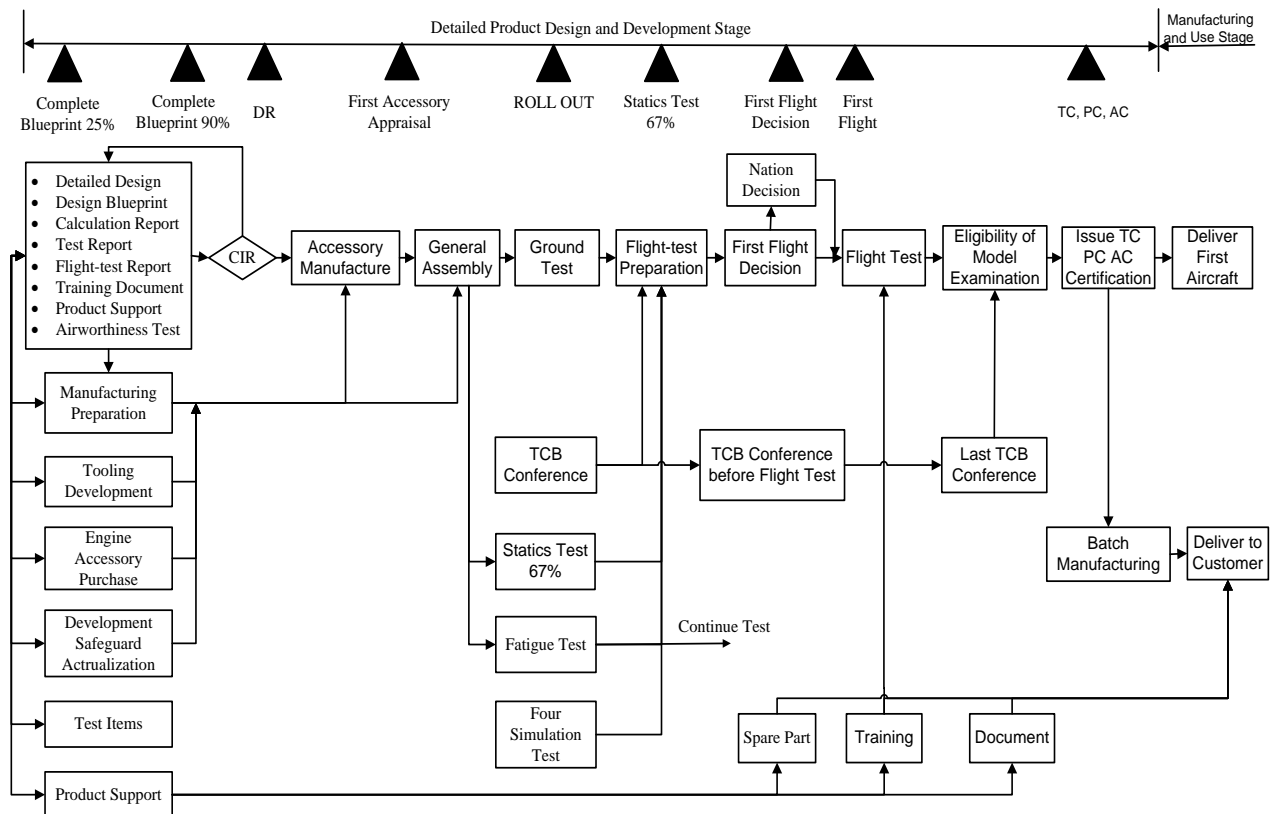 Detailed Product Design and Development Stage
Manufacturing
and Use Stage
Complete
Blueprint 25%
Complete
Blueprint 90%
DR
First Accessory
Appraisal
ROLL OUT
Statics Test
67%
First Flight
Decision
First
Flight
TC, PC, AC
• Detailed Design
• Design Blueprint
• Calculation Report
• Test Report
• Flight-test Report
• Training Document
• Product Support
• Airworthiness Test
CIR
Accessory
Manufacture
General
Assembly
Ground
Test
Flight-test
Preparation
First Flight
Decision
Nation
Decision
Flight Test
Eligibility of
Model
Examination
Issue TC
PC AC
Certification
Deliver
First
Aircraft
Manufacturing
Preparation
Tooling
Development
Engine
Accessory
Purchase
Development
Safeguard
Actrualization
Test Items
Product Support
TCB
Conference
TCB Conference
before Flight Test
Last TCB
Conference
Statics Test
67%
Fatigue Test
Continue Test
Four
Simulation
Test
Batch
Manufacturing
Deliver to
Customer
Spare Part
Training
Document